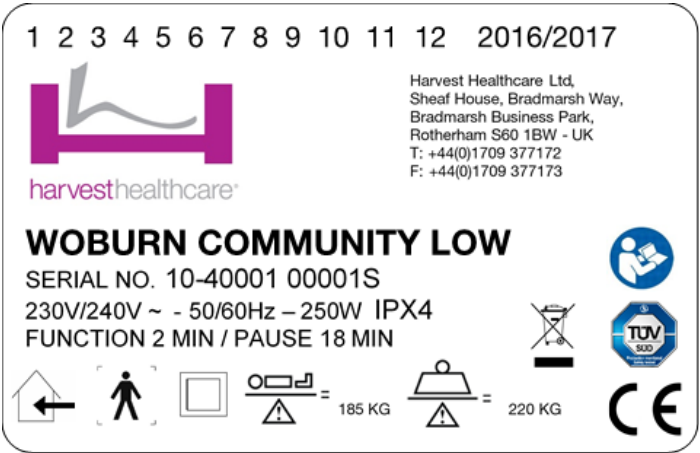 1 2 3 4 5 6 7 8 9 10 11 12 2016/2017
Harvest Healthcare Ltd,
Sheaf House, Bradmarsh Way,
Bradmarsh Business Park,
Rotherham S60 1BW - UK
T: +44(0)1709 377172
F: +44(0)1709 377173
harvesthealthcare
WOBURN COMMUNITY LOW
SERIAL NO. 10-40001 00001S
230V/240V ~ - 50/60Hz – 250W IPX4
FUNCTION 2 MIN / PAUSE 18 MIN
TÜV
SÜD
= 185 KG
= 220 KG
CE